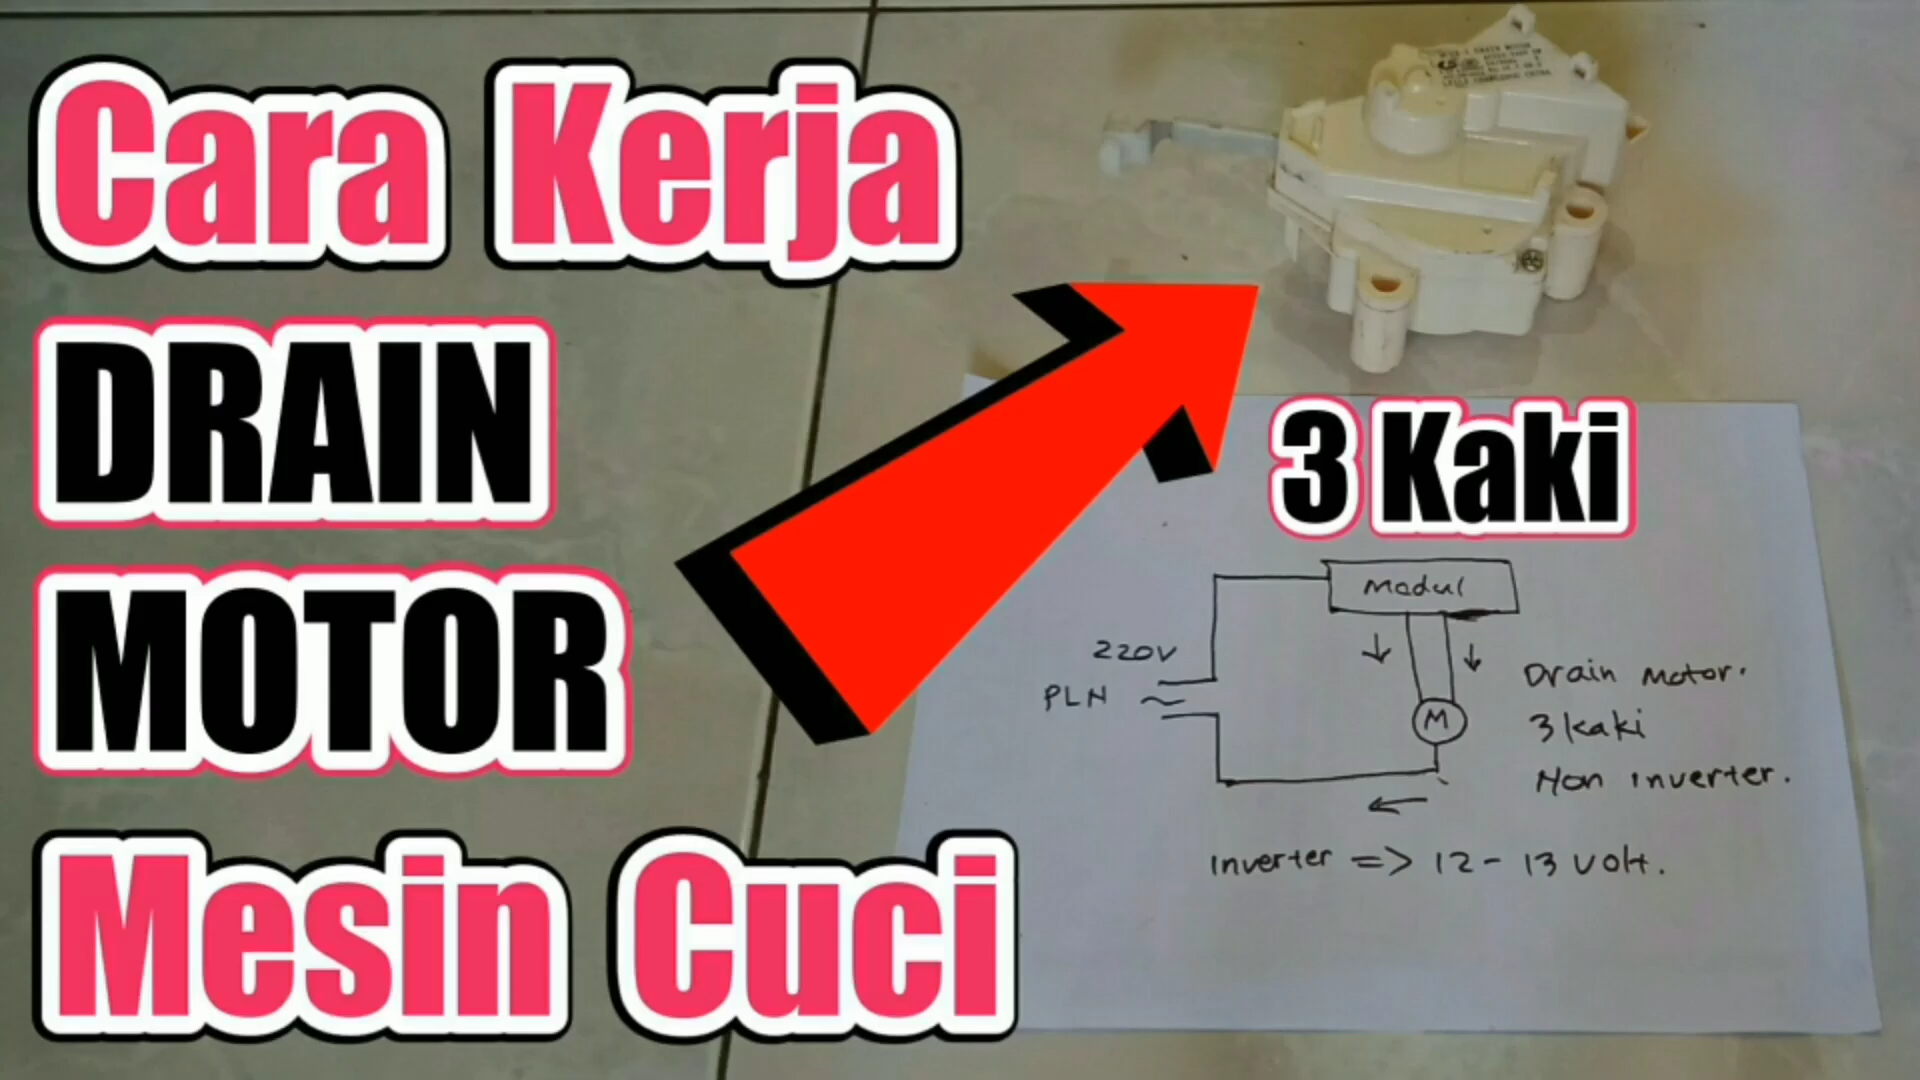 Cara Kerja
DRAIN
MOTOR
Mesin Cuci
3 Kaki
Modul
220V
PLN
M
Drain Motor.
3 kaki
Non inverter.
Inverter => 12 - 13 volt.